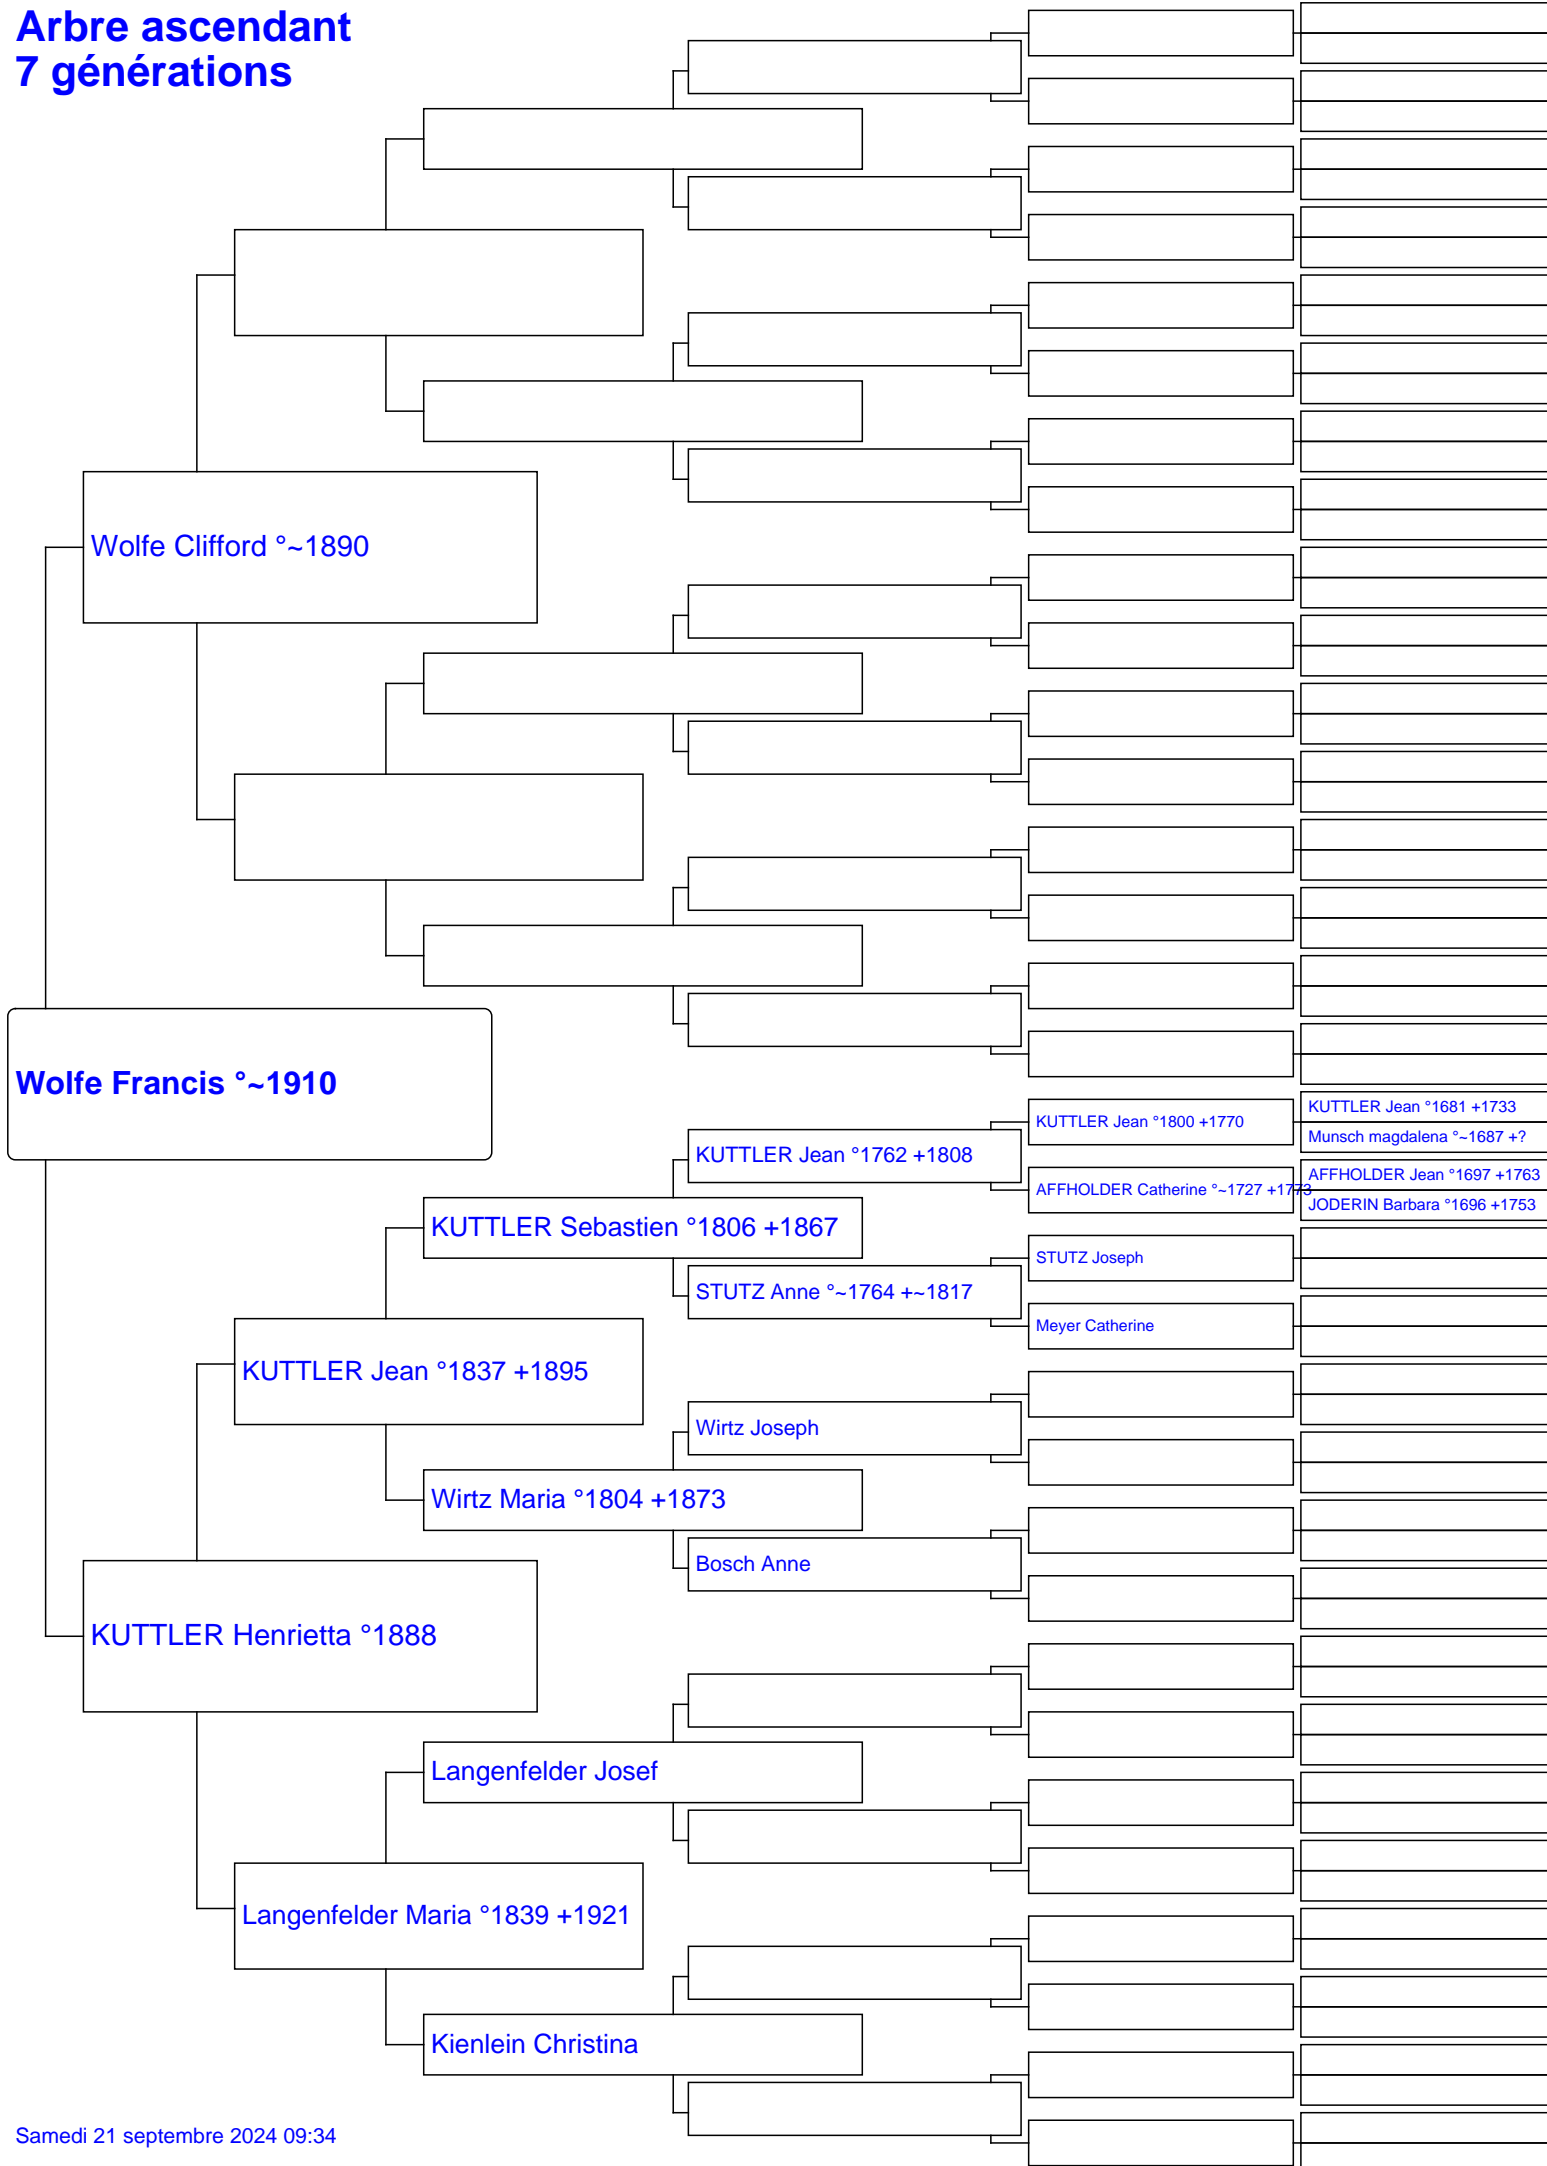 Arbre ascendant
7 générations
Wolfe Clifford °~1890
Wolfe Francis °~1910
KUTTLER Jean °1681 +1733
KUTTLER Jean °1800 +1770
Munsch magdalena °~1687 +?
KUTTLER Jean °1762 +1808
AFFHOLDER Jean °1697 +1763
AFFHOLDER Catherine °~1727 +1773
JODERIN Barbara °1696 +1753
KUTTLER Sebastien °1806 +1867
STUTZ Joseph
STUTZ Anne °~1764 +~1817
Meyer Catherine
KUTTLER Jean °1837 +1895
Wirtz Joseph
Wirtz Maria °1804 +1873
Bosch Anne
KUTTLER Henrietta °1888
Langenfelder Josef
Langenfelder Maria °1839 +1921
Kienlein Christina
Samedi 21 septembre 2024 09:34